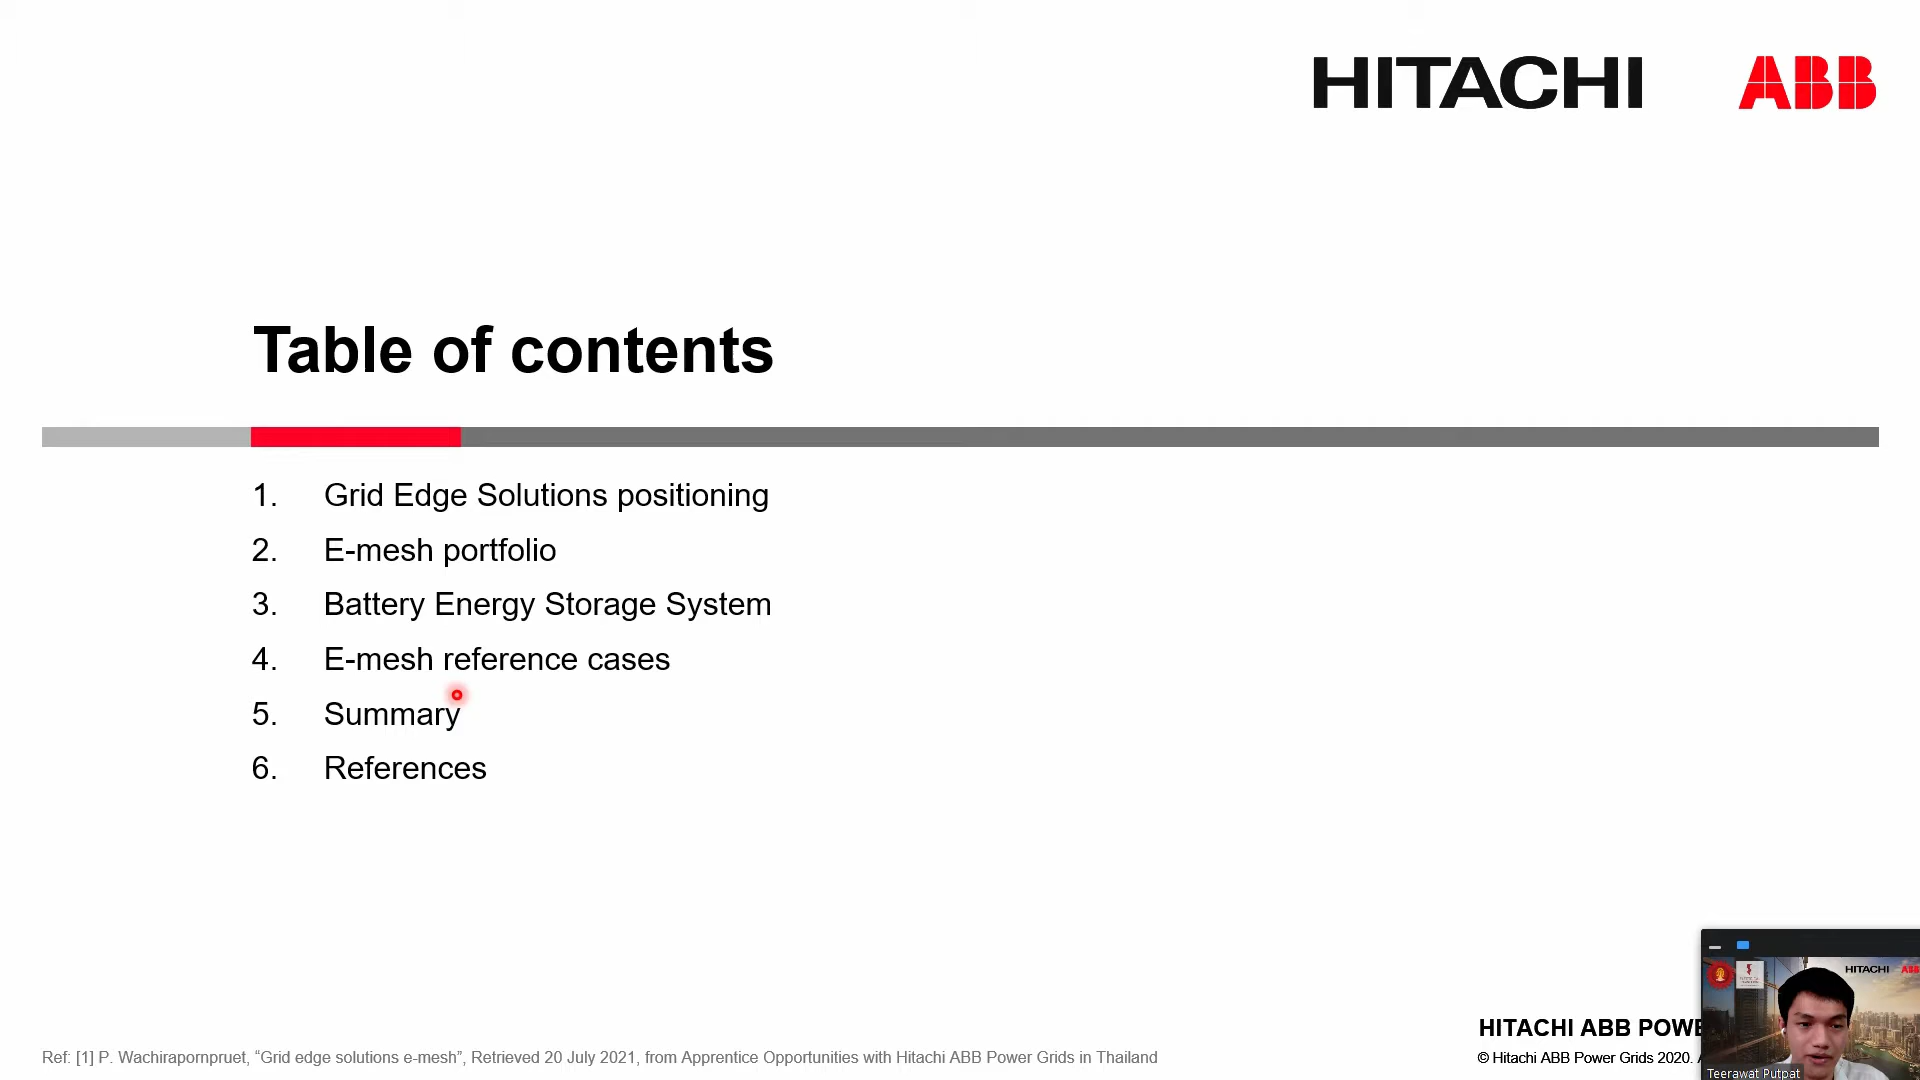 HITACHI ABB
Table of contents
1. Grid Edge Solutions positioning
2. E-mesh portfolio
3. Battery Energy Storage System
4. E-mesh reference cases
5. Summary
6. References
HITACHI ABB POWE
Ref: [1] P. Wachirapornpruet, “Grid edge solutions e-mesh”, Retrieved 20 July 2021, from Apprentice Opportunities with Hitachi ABB Power Grids in Thailand
© Hitachi ABB Power Grids 2020. A
HITACHI ABB
Teerawat Putpat